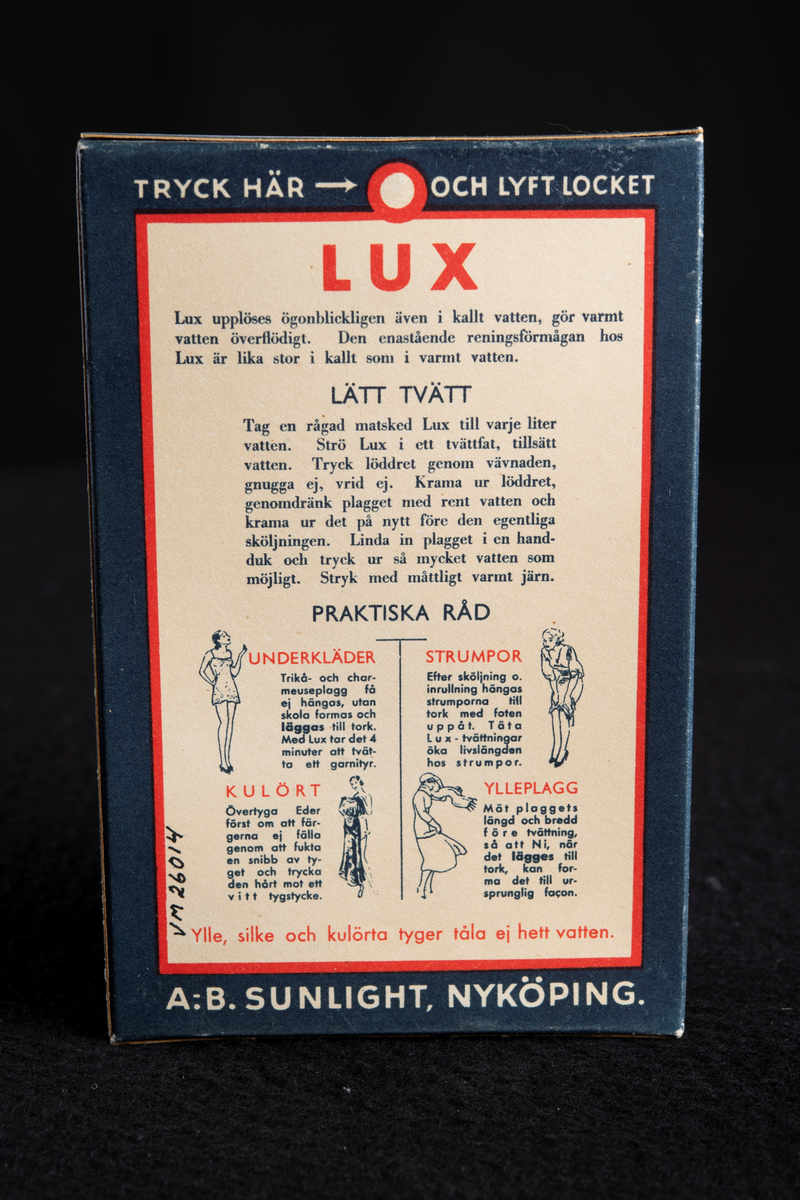 TRYCK HÄR → OCH LYFT LOCKET
LUX
Lux upplöses ögonblickligen även i kallt vatten, gör varmt
vatten överflödigt. Den enastående reningsförmågan hos
Lux är lika stor i kallt som i varmt vatten.
LÄTT TVÄTT
Tag en rågad matsked Lux till varje liter
vatten. Strö Lux i ett tvättfat, tillsätt
vatten. Tryck löddret genom vävnaden,
gnugga ej, vrid ej. Krama ur löddret,
genomdränk plagget med rent vatten och
krama ur det på nytt före den egentliga
sköljningen. Linda in plagget i en hand-
duk och tryck ur så mycket vatten som
möjligt. Stryk med måttligt varmt järn.
PRAKTISKA RÅD
UNDERKLÄDER
Trikå- och char-
meuseplagg få
ej hängas, utan
skola formas och
läggas till tork.
Med Lux tar det 4
minuter att tvät-
ta ett garnityr.
STRUMPOR
Efter sköljning o.
inrullning hängas
strumporna till
tork med foten
uppåt. Täta
Lux-tvättningar
öka livslängden
hos strumpor.
KULÖRT
Övertyga Eder
först om att fär-
gerna ej fälla
genom att fukta
en snibb av ty-
get och trycka
den hårt mot ett
vitt tygstycke.
YLLEPLAGG
Mät plaggets
längd och bredd
före tvättning,
så att Ni, när
det lägges till
tork, kan for-
ma det till ur-
sprunglig façon.
VM 26014
Ylle, silke och kulörta tyger tåla ej hett vatten.
A:B. SUNLIGHT, NYKÖPING.